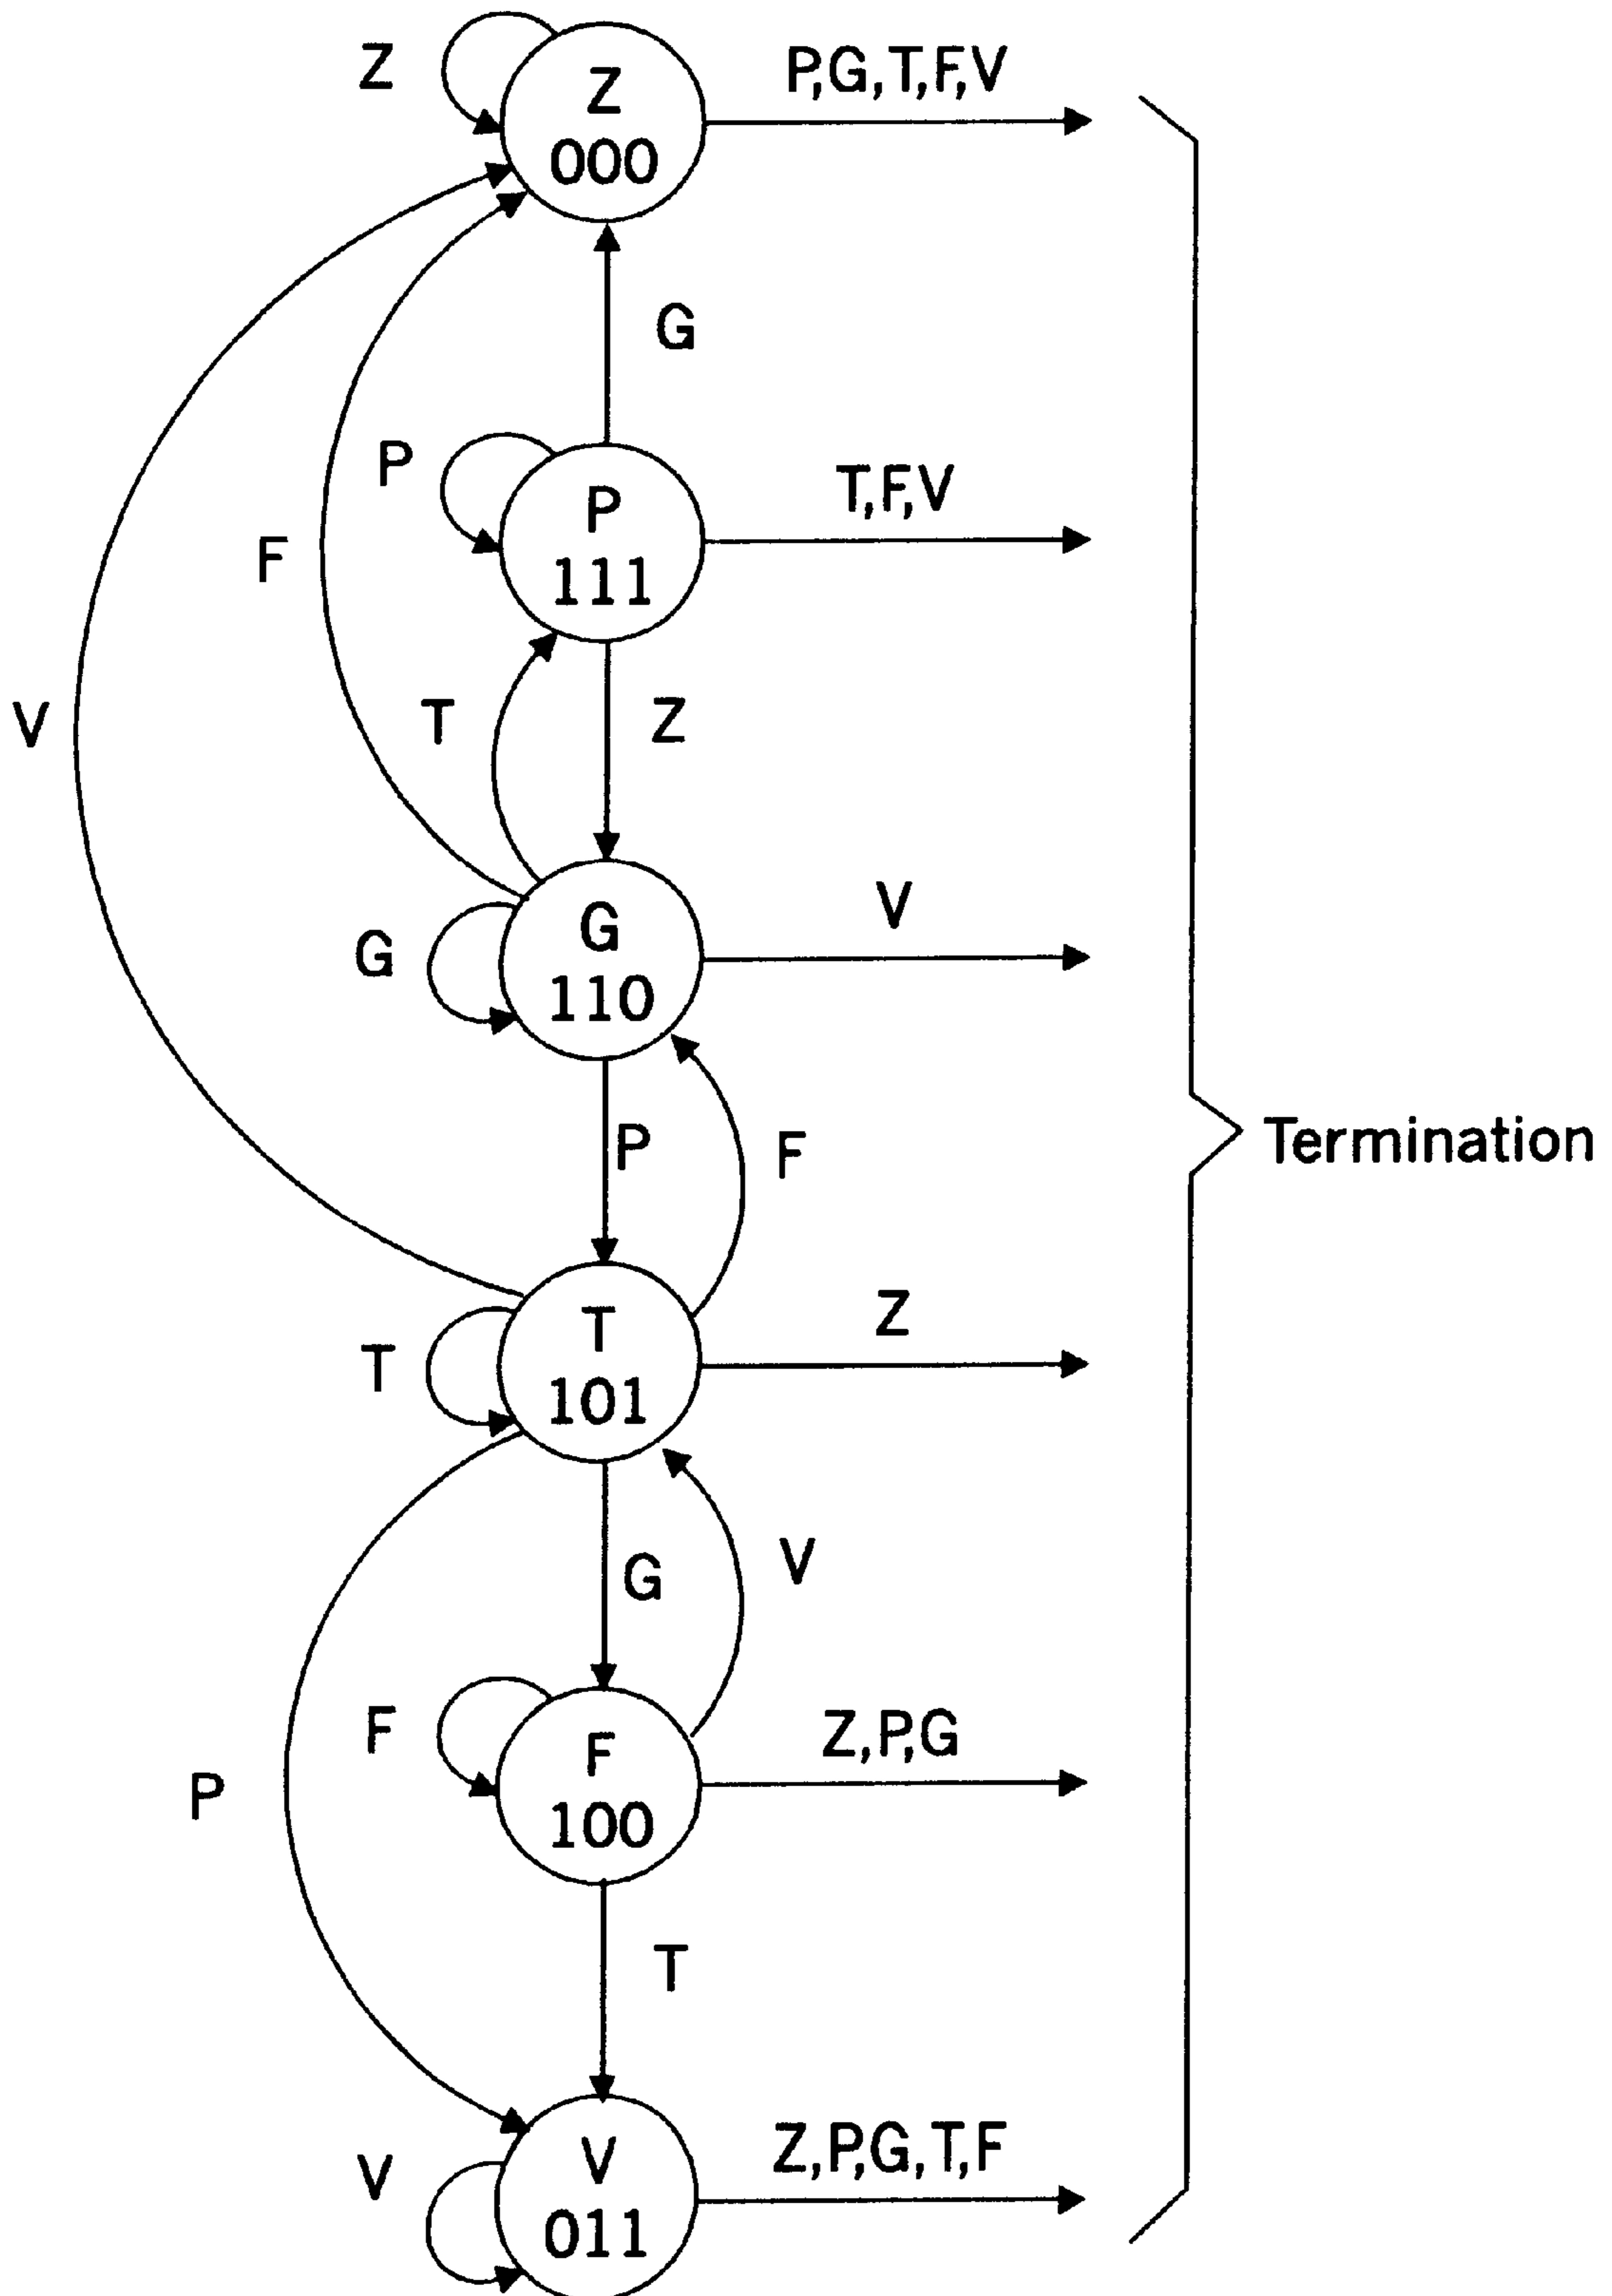 Z
Z
000
P,G,T,F,V
G
P
P
111
T,F,V
F
T
Z
V
G
G
110
V
P
F
Termination
T
T
101
Z
G
V
F
F
100
Z,P,G
P
T
V
V
011
Z,P,G,T,F